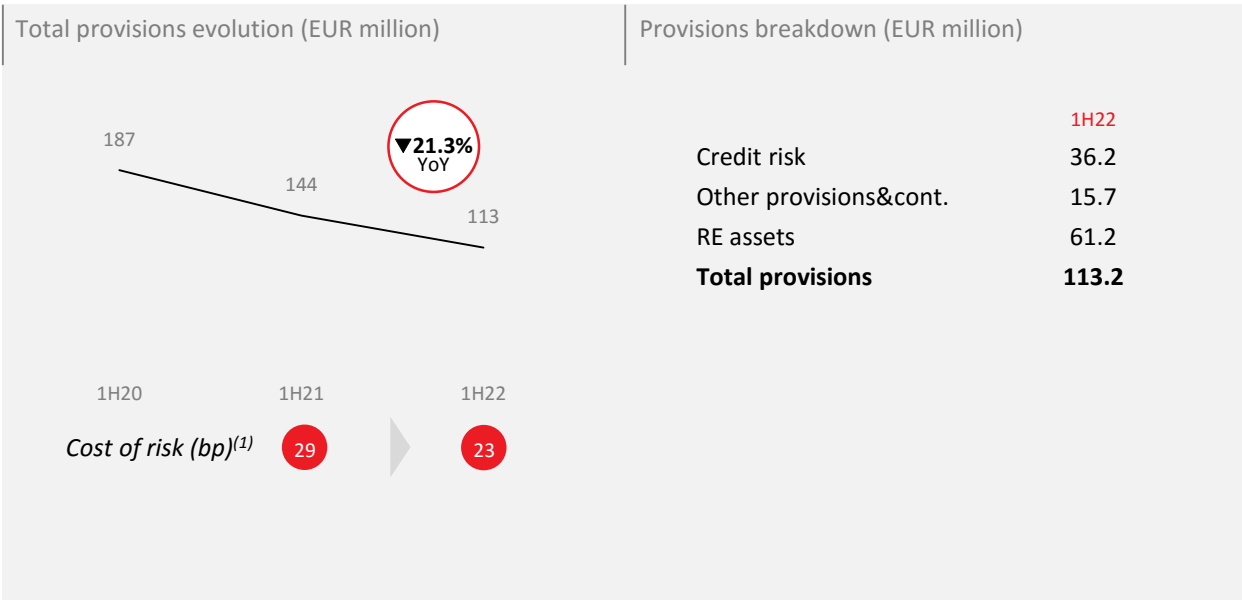 Total provisions evolution (EUR million)
187
144
113
▼21.3%
YoY
1H20
1H21
1H22
Cost of risk (bp)(1)
29
23
Provisions breakdown (EUR million)
1H22
Credit risk 36.2
Other provisions&cont. 15.7
RE assets 61.2
Total provisions 113.2